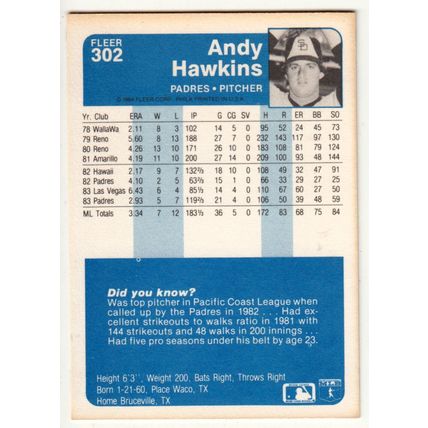 FLEER
302
Andy
Hawkins
PADRES • PITCHER
© 1984 FLEER CORP. PHILA. PRINTED IN U.S.A.
Yr. Club ERA W L IP G CG SV H R ER BB SO
78 WallaWa 2.11 8 3 102 14 5 0 95 52 24 45 73
79 Reno 5.60 8 13 188 27 7 0 232 143 117 97 130
80 Reno 4.26 13 10 171 26 10 0 183 108 81 79 124
81 Amarillo 4.19 11 10 200 27 14 0 209 100 93 48 144
82 Hawaii 2.17 9 7 132⅔ 18 10 0 108 49 32 39 91
82 Padres 4.10 2 5 63⅔ 15 1 0 66 33 29 27 25
83 Las Vegas 6.43 6 4 85⅓ 14 3 0 110 67 60 27 50
83 Padres 2.93 5 7 119⅔ 21 4 0 106 50 39 48 59
ML Totals 3.34 7 12 183⅓ 36 5 0 172 83 68 75 84
Did you know?
Was top pitcher in Pacific Coast League when
called up by the Padres in 1982 . . . Had ex-
cellent strikeouts to walks ratio in 1981 with
144 strikeouts and 48 walks in 200 innings . . .
Had five pro seasons under his belt by age 23.
Height 6'3", Weight 200, Bats Right, Throws Right
Born 1-21-60, Place Waco, TX
Home Bruceville, TX